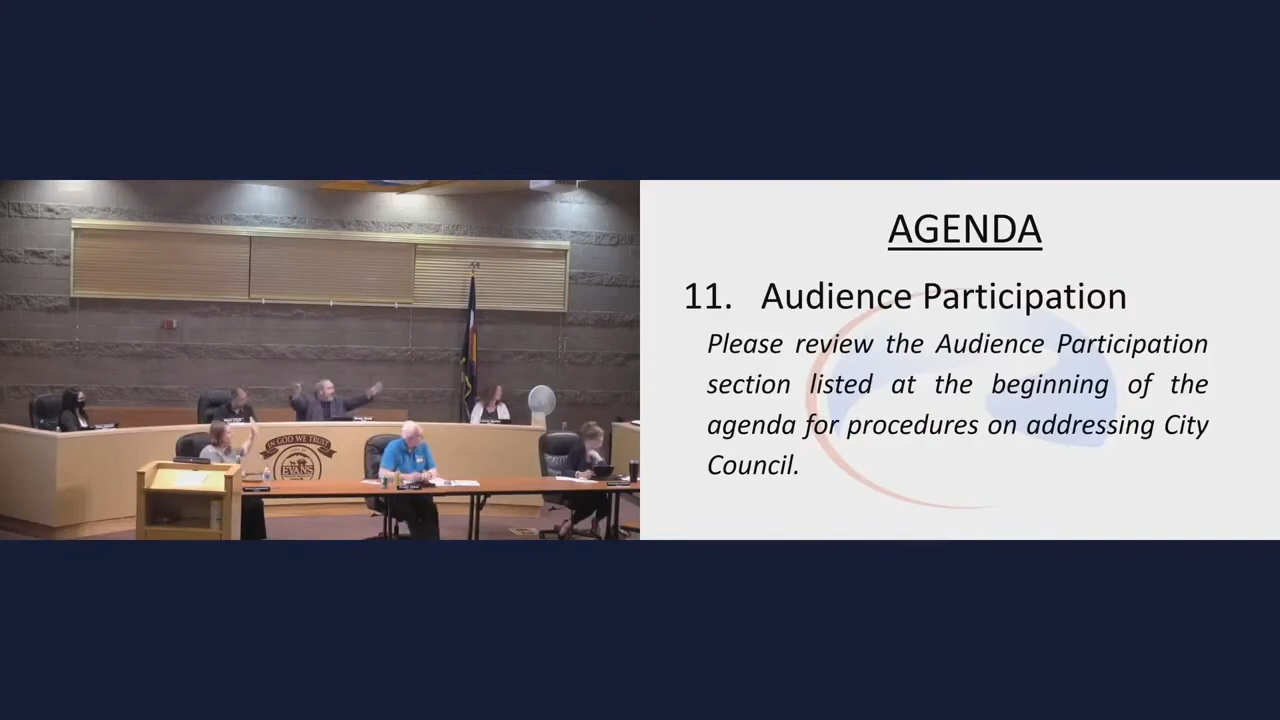 AGENDA
11. Audience Participation
Please review the Audience Participation
section listed at the beginning of the
agenda for procedures on addressing City
Council.
IN GOD WE TRUST
EVANS